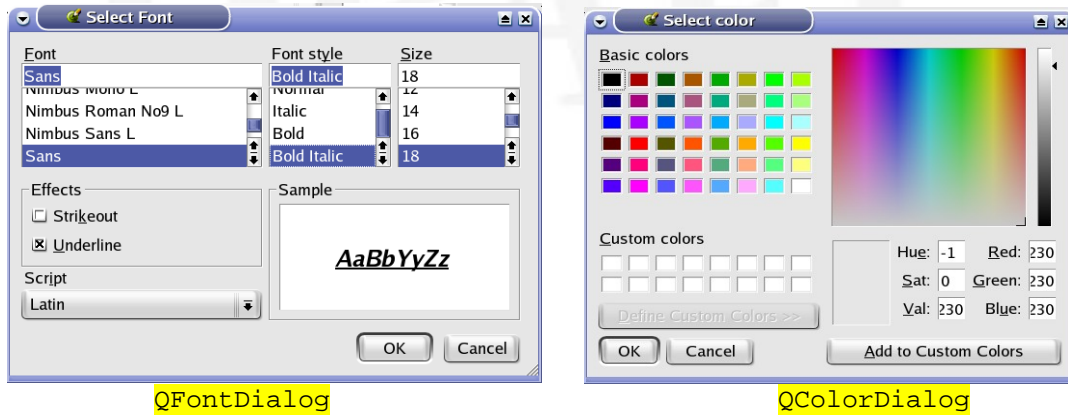 Select Font
Font
Font style
Size
Sans
Bold Italic
18
Nimbus Mono L
Normal
12
Nimbus Roman No9 L
Italic
14
Nimbus Sans L
Bold
16
Sans
Bold Italic
18
Effects
Strikeout
Underline
Script
Latin
Sample
AaBbYyZz
OK
Cancel
QFontDialog
Select color
Basic colors
Custom colors
Define Custom Colors >>
Hue: -1
Red: 230
Sat: 0
Green: 230
Val: 230
Blue: 230
OK
Cancel
Add to Custom Colors
QColorDialog